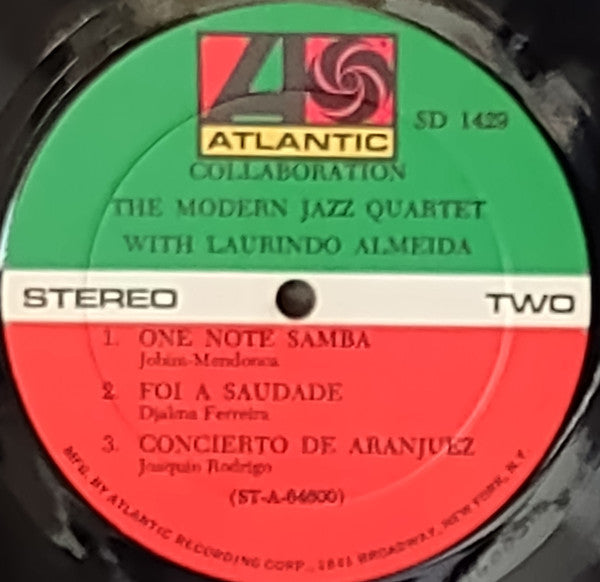 ATLANTIC
SD 1429
COLLABORATION
THE MODERN JAZZ QUARTET
WITH LAURINDO ALMEIDA
STEREO TWO
1. ONE NOTE SAMBA
Jobim-Mendonca
2. FOI A SAUDADE
Djalma Ferreira
3. CONCIERTO DE ARANJUEZ
Joaquin Rodrigo
(ST-A-64600)
MFG. BY ATLANTIC RECORDING CORP., 1841 BROADWAY, NEW YORK, N.Y.